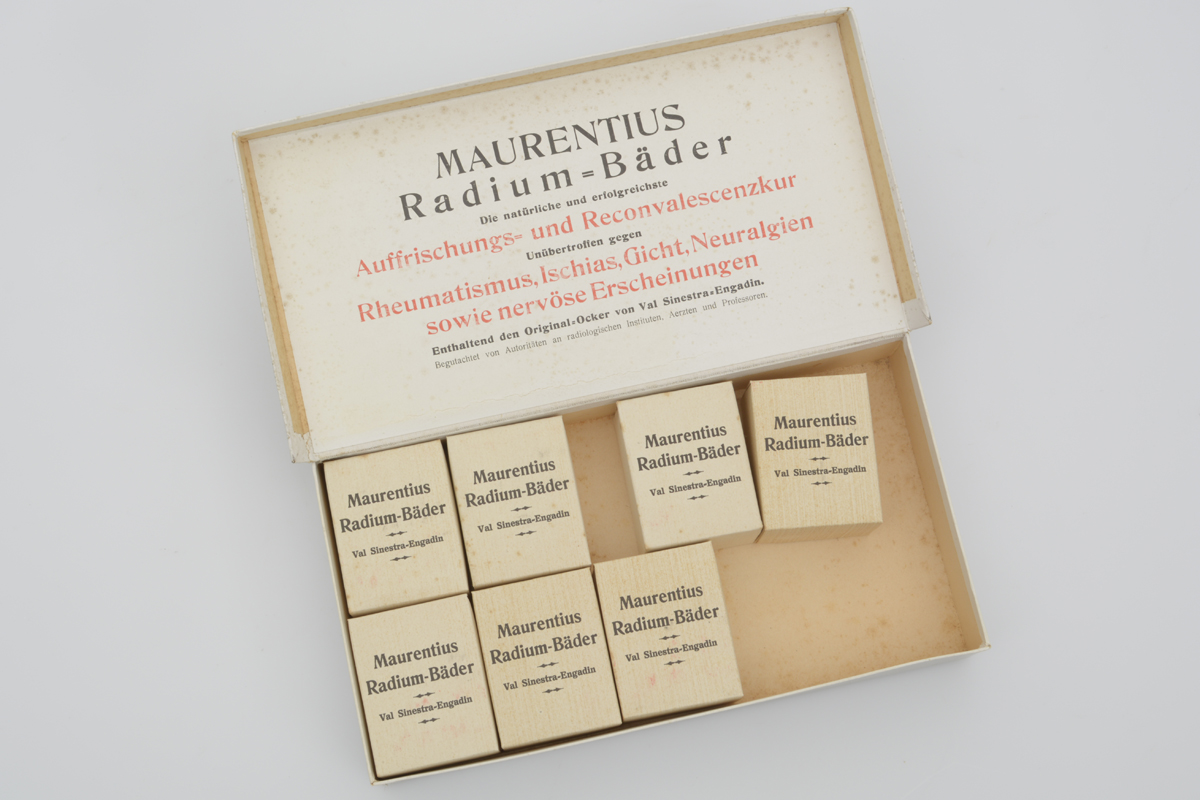 MAURENTIUS
Radium=Bäder
Die natürliche und erfolgreichste
Auffrischungs= und Reconvalescenzkur
Unübertroffen gegen
Rheumatismus, Ischias, Gicht, Neuralgien
sowie nervöse Erscheinungen
Enthaltend den Original=Ocker von Val Sinestra=Engadin.
Begutachtet von Autoritäten an radiologischen Instituten, Aerzten und Professoren.
Maurentius
Radium-Bäder
Val Sinestra-Engadin
Maurentius
Radium-Bäder
Val Sinestra-Engadin
Maurentius
Radium-Bäder
Val Sinestra-Engadin
Maurentius
Radium-Bäder
Val Sinestra-Engadin
Maurentius
Radium-Bäder
Val Sinestra-Engadin
Maurentius
Radium-Bäder
Val Sinestra-Engadin
Maurentius
Radium-Bäder
Val Sinestra-Engadin